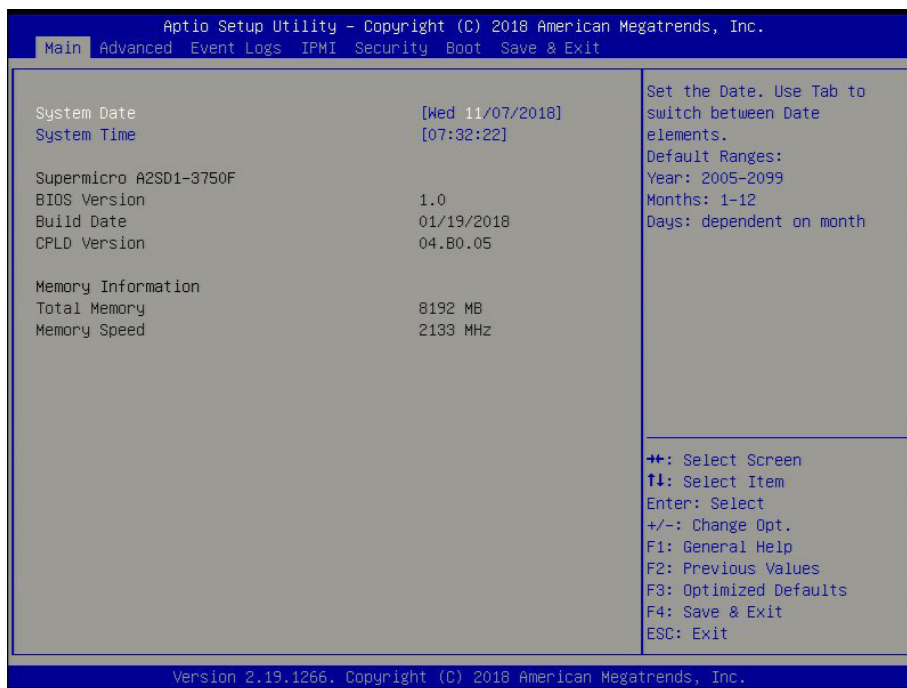 Aptio Setup Utility – Copyright (C) 2018 American Megatrends, Inc.
Main Advanced Event Logs IPMI Security Boot Save & Exit
System Date [Wed 11/07/2018]
System Time [07:32:22]
Supermicro A2SD1-3750F
BIOS Version 1.0
Build Date 01/19/2018
CPLD Version 04.B0.05
Memory Information
Total Memory 8192 MB
Memory Speed 2133 MHz
Set the Date. Use Tab to
switch between Date
elements.
Default Ranges:
Year: 2005-2099
Months: 1-12
Days: dependent on month
→←: Select Screen
↑↓: Select Item
Enter: Select
+/-: Change Opt.
F1: General Help
F2: Previous Values
F3: Optimized Defaults
F4: Save & Exit
ESC: Exit
Version 2.19.1266. Copyright (C) 2018 American Megatrends, Inc.